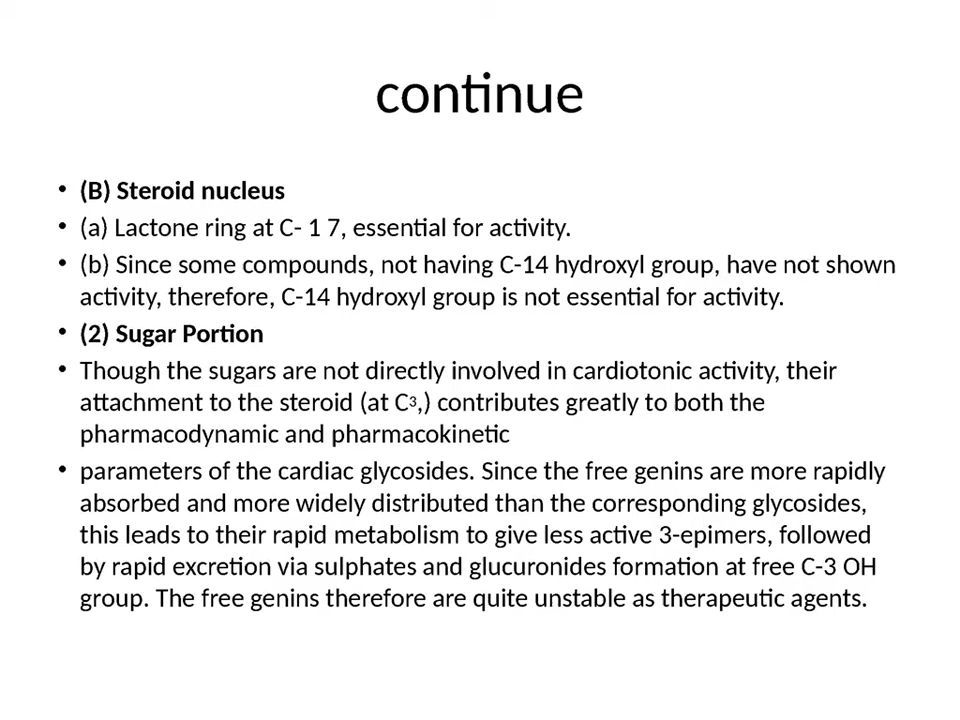 continue
• (B) Steroid nucleus
• (a) Lactone ring at C- 1 7, essential for activity.
• (b) Since some compounds, not having C-14 hydroxyl group, have not shown
activity, therefore, C-14 hydroxyl group is not essential for activity.
• (2) Sugar Portion
• Though the sugars are not directly involved in cardiotonic activity, their
attachment to the steroid (at C3,) contributes greatly to both the
pharmacodynamic and pharmacokinetic
• parameters of the cardiac glycosides. Since the free genins are more rapidly
absorbed and more widely distributed than the corresponding glycosides,
this leads to their rapid metabolism to give less active 3-epimers, followed
by rapid excretion via sulphates and glucuronides formation at free C-3 OH
group. The free genins therefore are quite unstable as therapeutic agents.